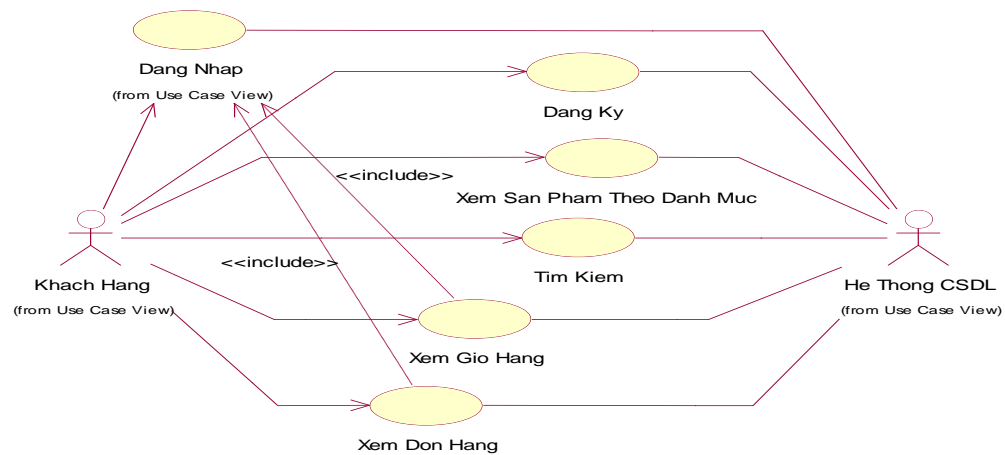 Dang Nhap
(from Use Case View)
Dang Ky
<<include>>
Xem San Pham Theo Danh Muc
<<include>>
Tim Kiem
Khach Hang
(from Use Case View)
He Thong CSDL
(from Use Case View)
Xem Gio Hang
Xem Don Hang